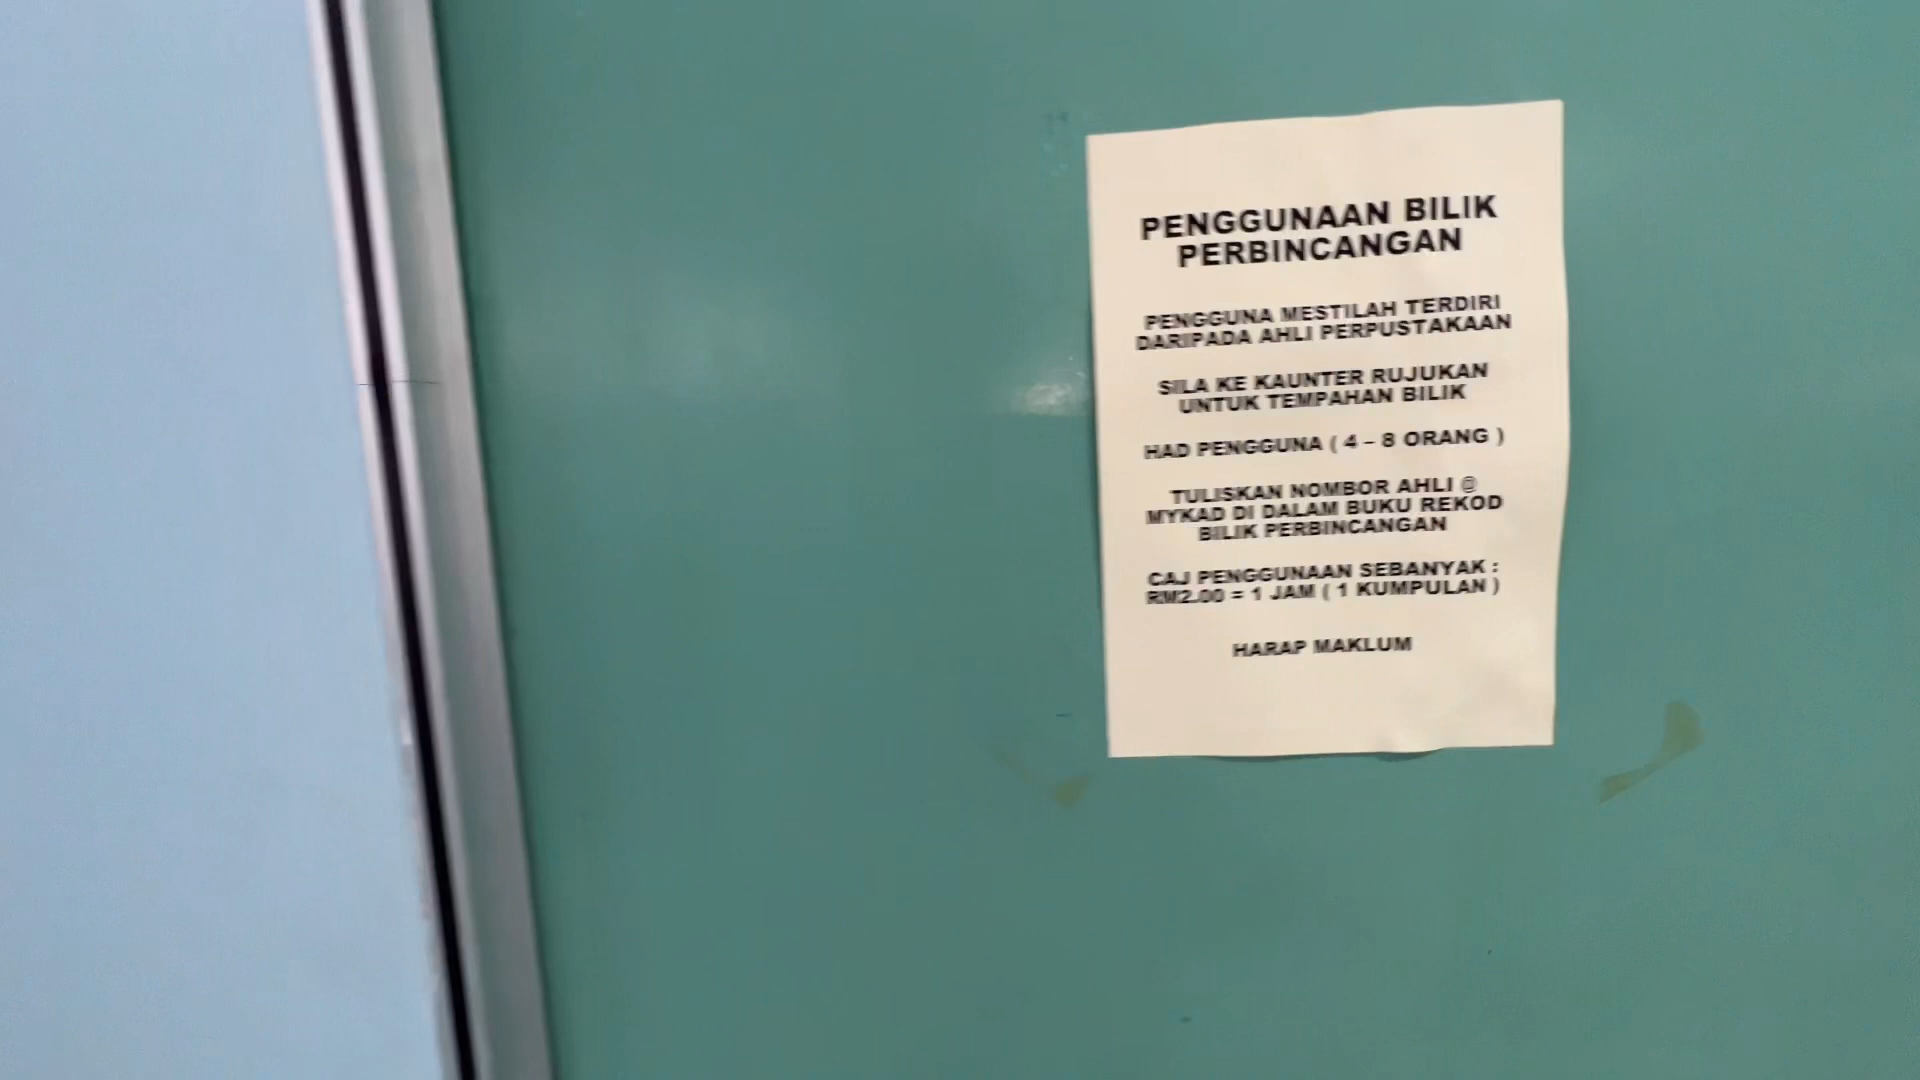 PENGGUNAAN BILIK
PERBINCANGAN
PENGGUNA MESTILAH TERDIRI
DARIPADA AHLI PERPUSTAKAAN
SILA KE KAUNTER RUJUKAN
UNTUK TEMPAHAN BILIK
HAD PENGGUNA ( 4 – 8 ORANG )
TULISKAN NOMBOR AHLI @
MYKAD DI DALAM BUKU REKOD
BILIK PERBINCANGAN
CAJ PENGGUNAAN SEBANYAK :
RM2.00 = 1 JAM ( 1 KUMPULAN )
HARAP MAKLUM